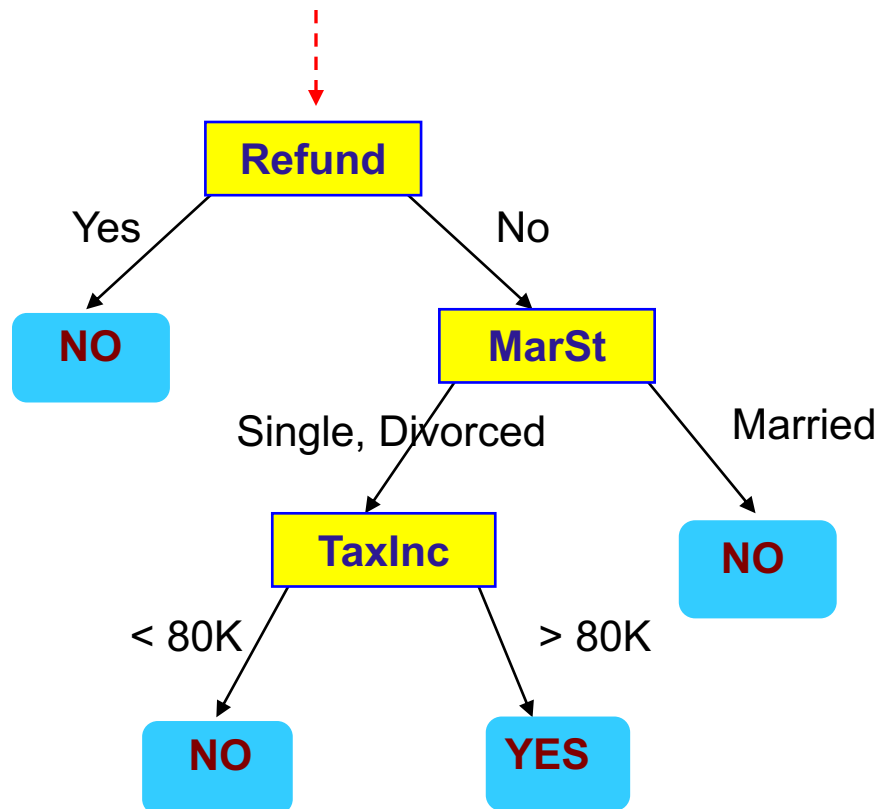 Refund
Yes
No
NO
MarSt
Single, Divorced
Married
TaxInc
NO
< 80K
> 80K
NO
YES